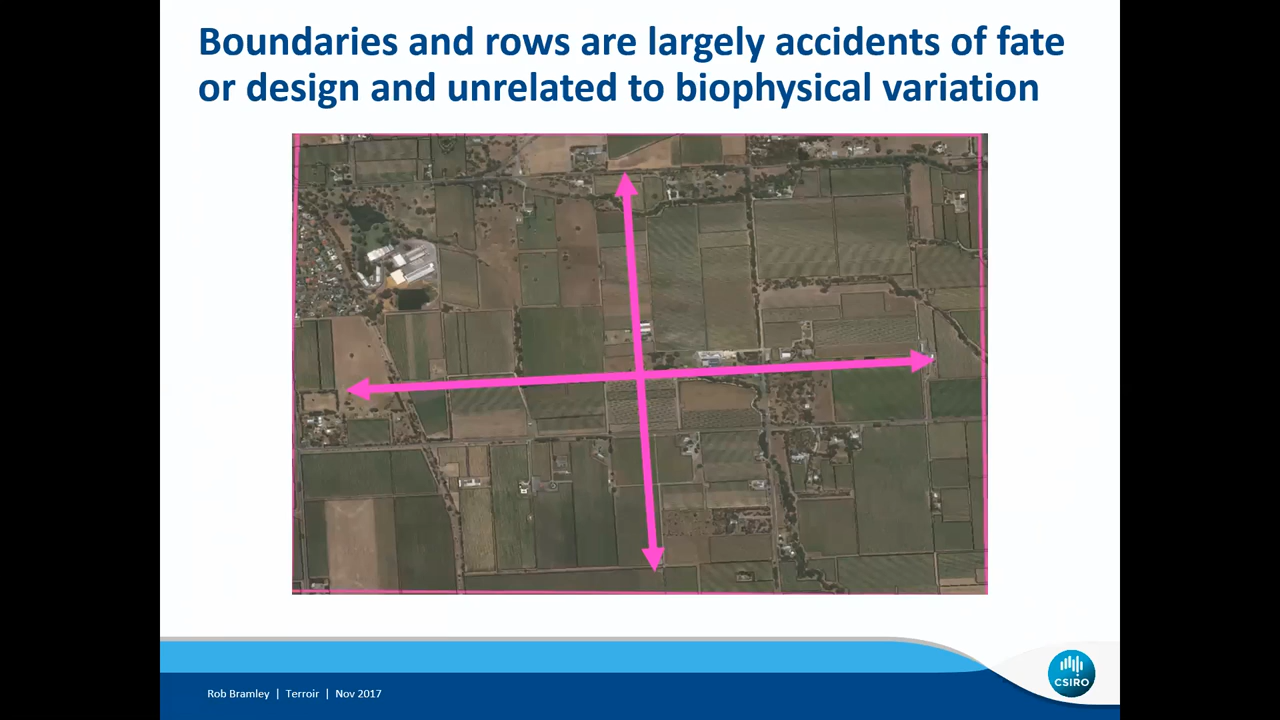 Boundaries and rows are largely accidents of fate
or design and unrelated to biophysical variation
Rob Bramley | Terroir | Nov 2017
CSIRO